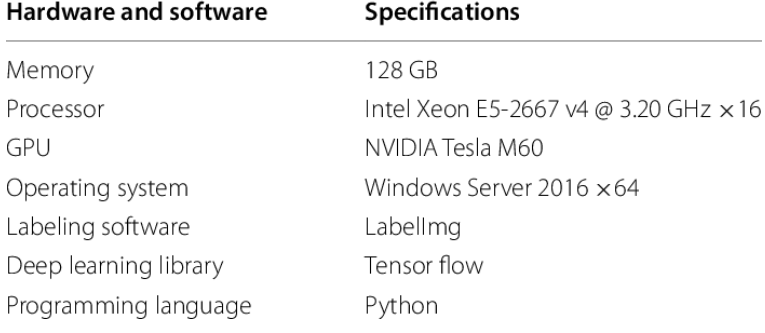 Hardware and software Specifications
Memory 128 GB
Processor Intel Xeon E5-2667 v4 @ 3.20 GHz ×16
GPU NVIDIA Tesla M60
Operating system Windows Server 2016 ×64
Labeling software LabelImg
Deep learning library Tensor flow
Programming language Python